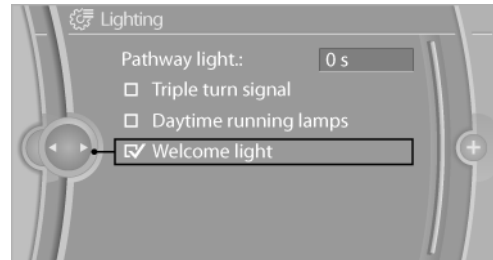 Lighting
Pathway light.: 0 s
Triple turn signal
Daytime running lamps
Welcome light